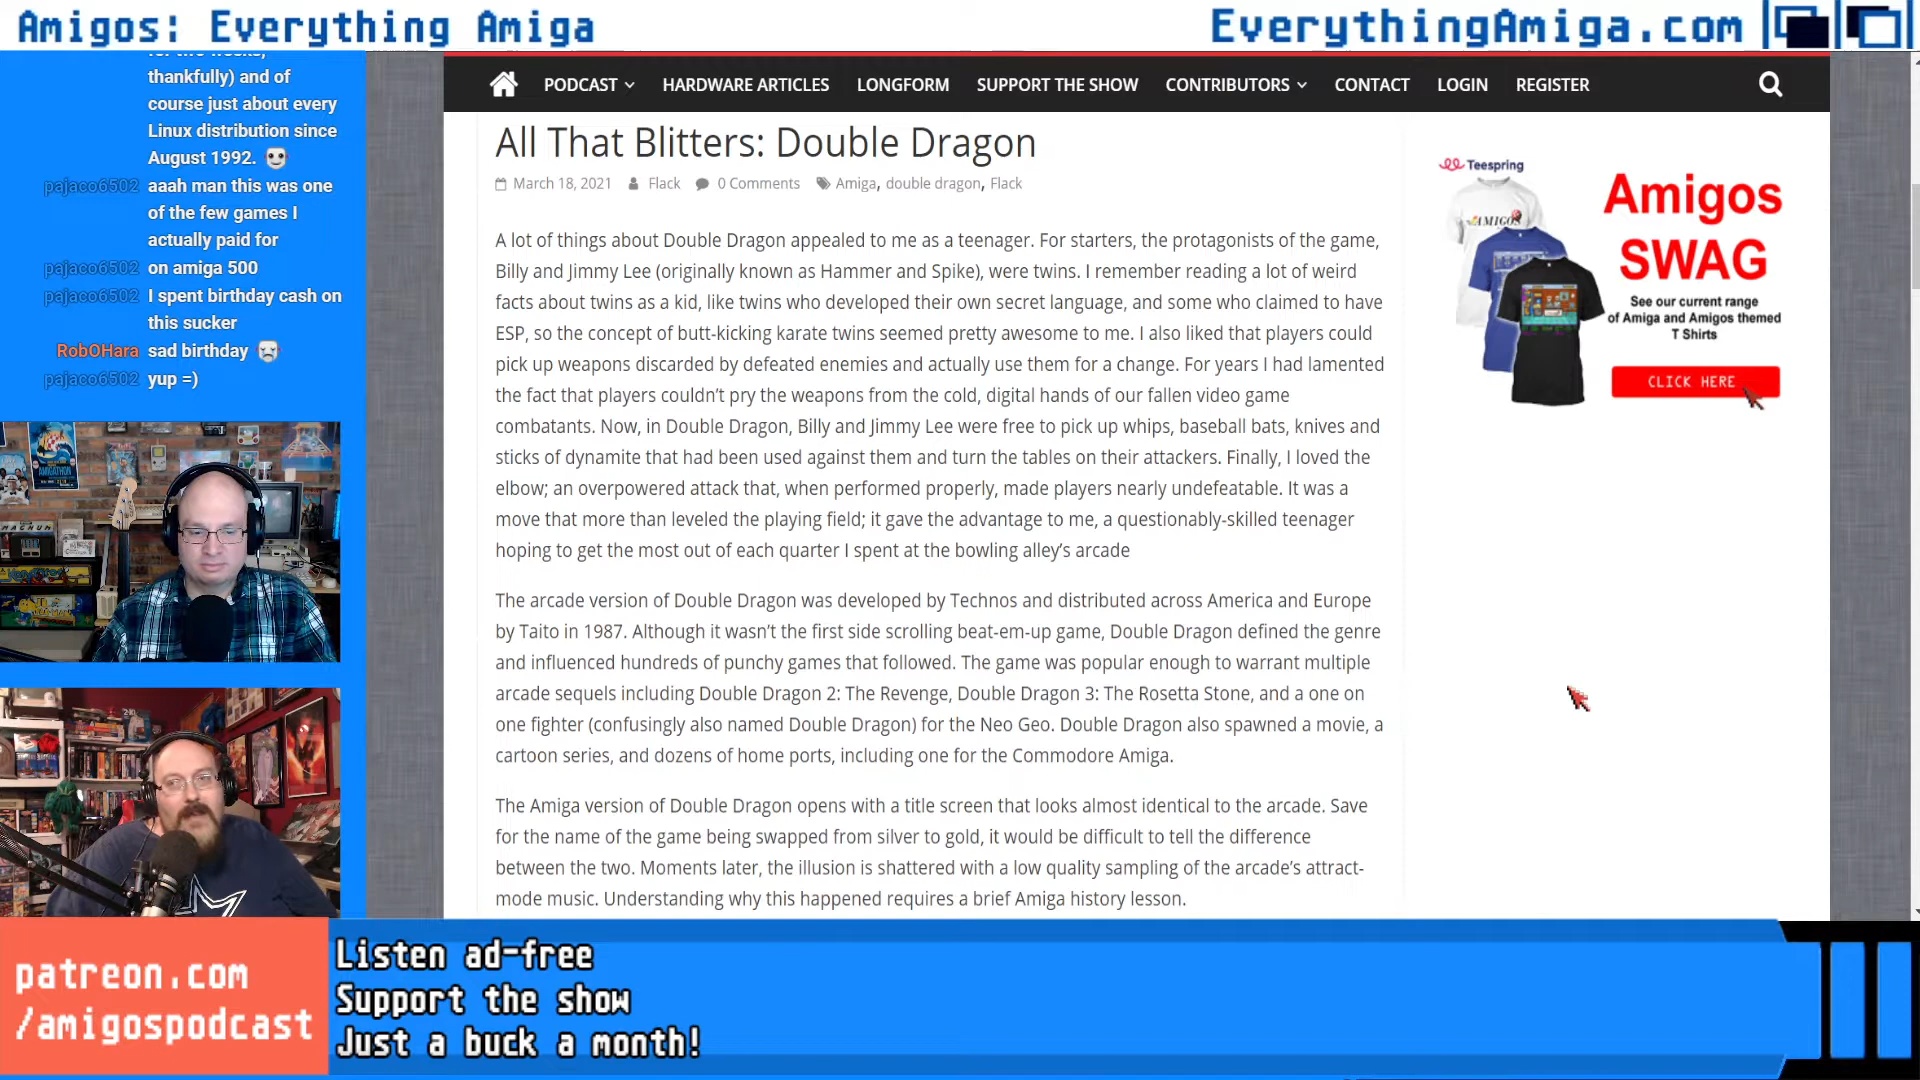 Amigos: Everything Amiga
EverythingAmiga.com
thankfully) and of
course just about every
Linux distribution since
August 1992.
pajaco6502 aaah man this was one
of the few games I
actually paid for
pajaco6502 on amiga 500
pajaco6502 I spent birthday cash on
this sucker
RobOHara sad birthday
pajaco6502 yup =)
PODCAST HARDWARE ARTICLES LONGFORM SUPPORT THE SHOW CONTRIBUTORS CONTACT LOGIN REGISTER
All That Blitters: Double Dragon
March 18, 2021 Flack 0 Comments Amiga, double dragon, Flack
A lot of things about Double Dragon appealed to me as a teenager. For starters, the protagonists of the game,
Billy and Jimmy Lee (originally known as Hammer and Spike), were twins. I remember reading a lot of weird
facts about twins as a kid, like twins who developed their own secret language, and some who claimed to have
ESP, so the concept of butt-kicking karate twins seemed pretty awesome to me. I also liked that players could
pick up weapons discarded by defeated enemies and actually use them for a change. For years I had lamented
the fact that players couldn't pry the weapons from the cold, digital hands of our fallen video game
combatants. Now, in Double Dragon, Billy and Jimmy Lee were free to pick up whips, baseball bats, knives and
sticks of dynamite that had been used against them and turn the tables on their attackers. Finally, I loved the
elbow; an overpowered attack that, when performed properly, made players nearly undefeatable. It was a
move that more than leveled the playing field; it gave the advantage to me, a questionably-skilled teenager
hoping to get the most out of each quarter I spent at the bowling alley's arcade
The arcade version of Double Dragon was developed by Technos and distributed across America and Europe
by Taito in 1987. Although it wasn't the first side scrolling beat-em-up game, Double Dragon defined the genre
and influenced hundreds of punchy games that followed. The game was popular enough to warrant multiple
arcade sequels including Double Dragon 2: The Revenge, Double Dragon 3: The Rosetta Stone, and a one on
one fighter (confusingly also named Double Dragon) for the Neo Geo. Double Dragon also spawned a movie, a
cartoon series, and dozens of home ports, including one for the Commodore Amiga.
The Amiga version of Double Dragon opens with a title screen that looks almost identical to the arcade. Save
for the name of the game being swapped from silver to gold, it would be difficult to tell the difference
between the two. Moments later, the illusion is shattered with a low quality sampling of the arcade's attract-
mode music. Understanding why this happened requires a brief Amiga history lesson.
Teespring
AMIGOS
Amigos
SWAG
See our current range
of Amiga and Amigos themed
T Shirts
CLICK HERE
AMIGATHON
patreon.com
/amigospodcast
Listen ad-free
Support the show
Just a buck a month!